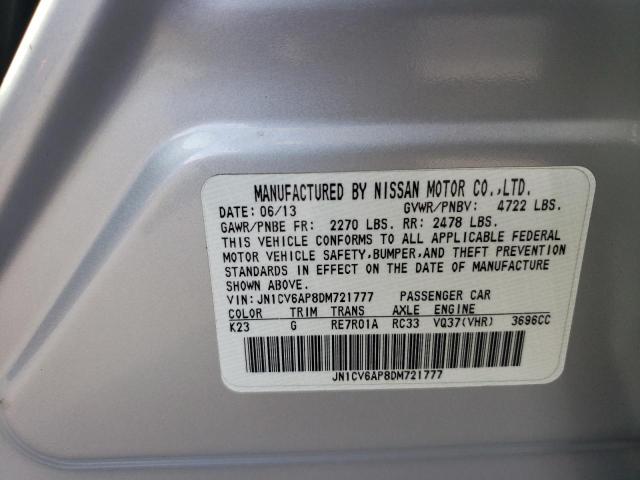 MANUFACTURED BY NISSAN MOTOR CO.,LTD.
DATE: 06/13 GVWR/PNBV: 4722 LBS.
GAWR/PNBE FR: 2270 LBS. RR: 2478 LBS.
THIS VEHICLE CONFORMS TO ALL APPLICABLE FEDERAL
MOTOR VEHICLE SAFETY,BUMPER,AND THEFT PREVENTION
STANDARDS IN EFFECT ON THE DATE OF MANUFACTURE
SHOWN ABOVE.
VIN: JN1CV6AP8DM721777 PASSENGER CAR
COLOR TRIM TRANS AXLE ENGINE
K23 G RE7R01A RC33 VQ37(VHR) 3696CC
JN1CV6AP8DM721777